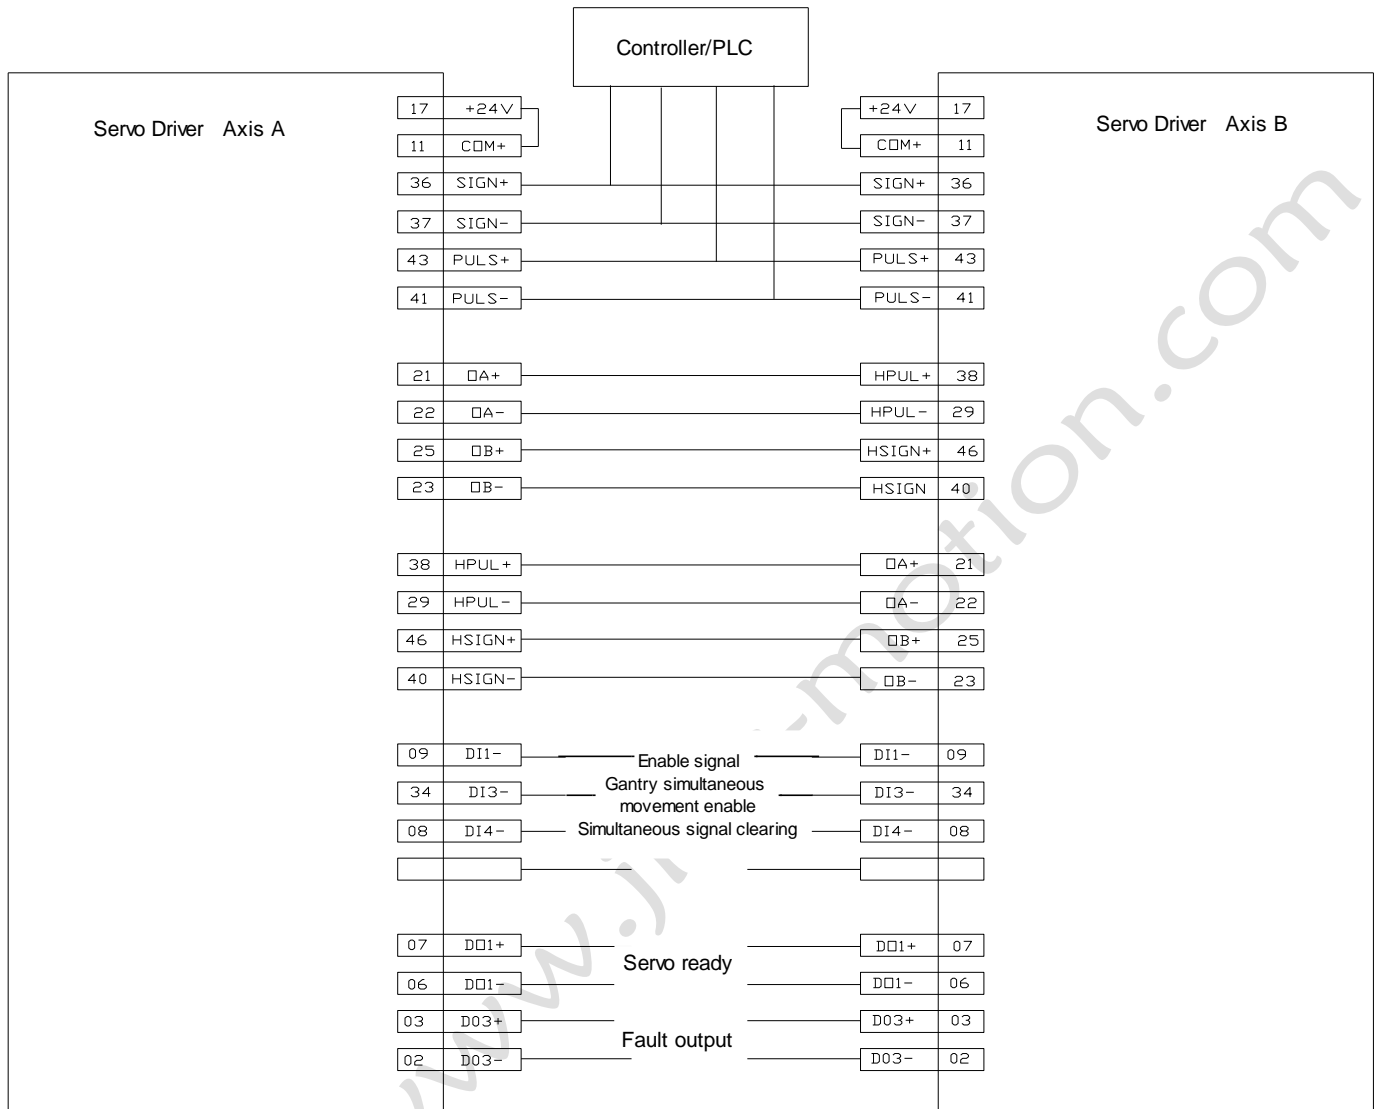 Controller/PLC
Servo Driver Axis A
Servo Driver Axis B
17 +24V +24V 17
11 COM+ COM+ 11
36 SIGN+ SIGN+ 36
37 SIGN- SIGN- 37
43 PULS+ PULS+ 43
41 PULS- PULS- 41
21 OA+ HPUL+ 38
22 OA- HPUL- 29
25 OB+ HSIGN+ 46
23 OB- HSIGN 40
38 HPUL+ OA+ 21
29 HPUL- OA- 22
46 HSIGN+ OB+ 25
40 HSIGN- OB- 23
09 DI1- Enable signal DI1- 09
34 DI3- Gantry simultaneous DI3- 34
movement enable
08 DI4- Simultaneous signal clearing DI4- 08
07 DO1+ DO1+ 07
Servo ready
06 DO1- DO1- 06
03 DO3+ DO3+ 03
Fault output
02 DO3- DO3- 02